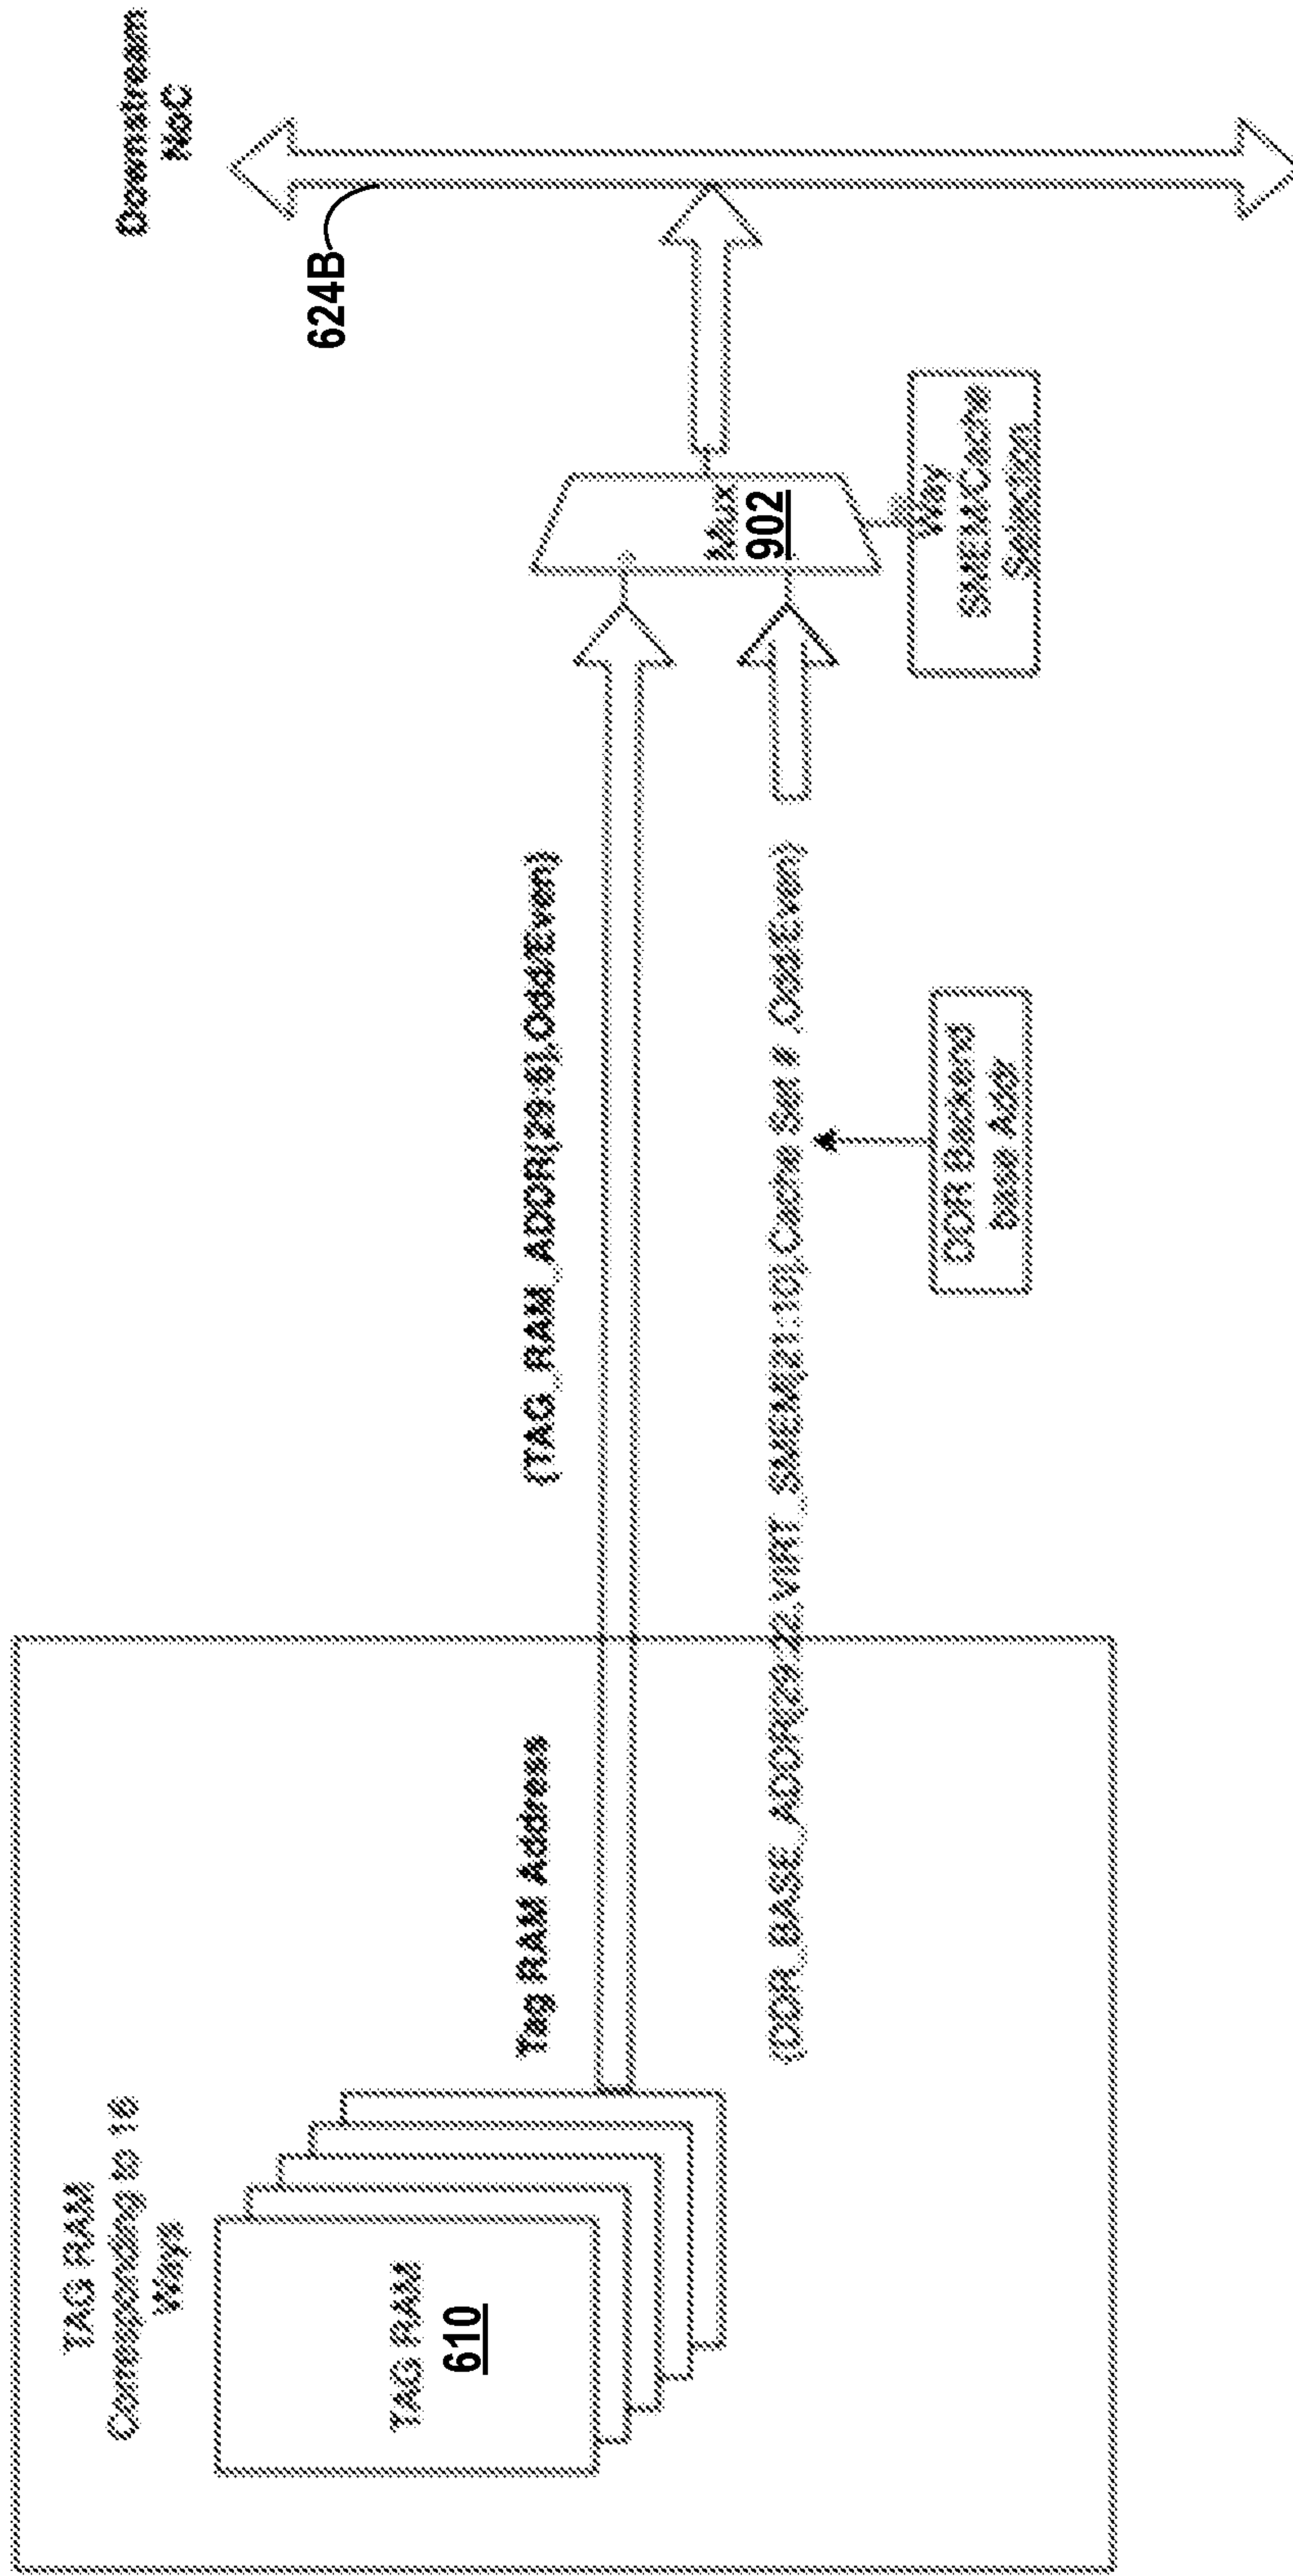 TAG RAM
Corresponding to 16
Ways
TAG RAM
610
Tag RAM Address
{TAG_RAM_ADDR[29:6],Odd/Even}
{DDR_BASE_ADDR[29:22,VIRT_SMEM[21:10],Cache Set #,Odd/Even}
DDR Backend
base Addr
Mux
902
Way
SMEM/Cache
Selection
624B
Downstream
NoC